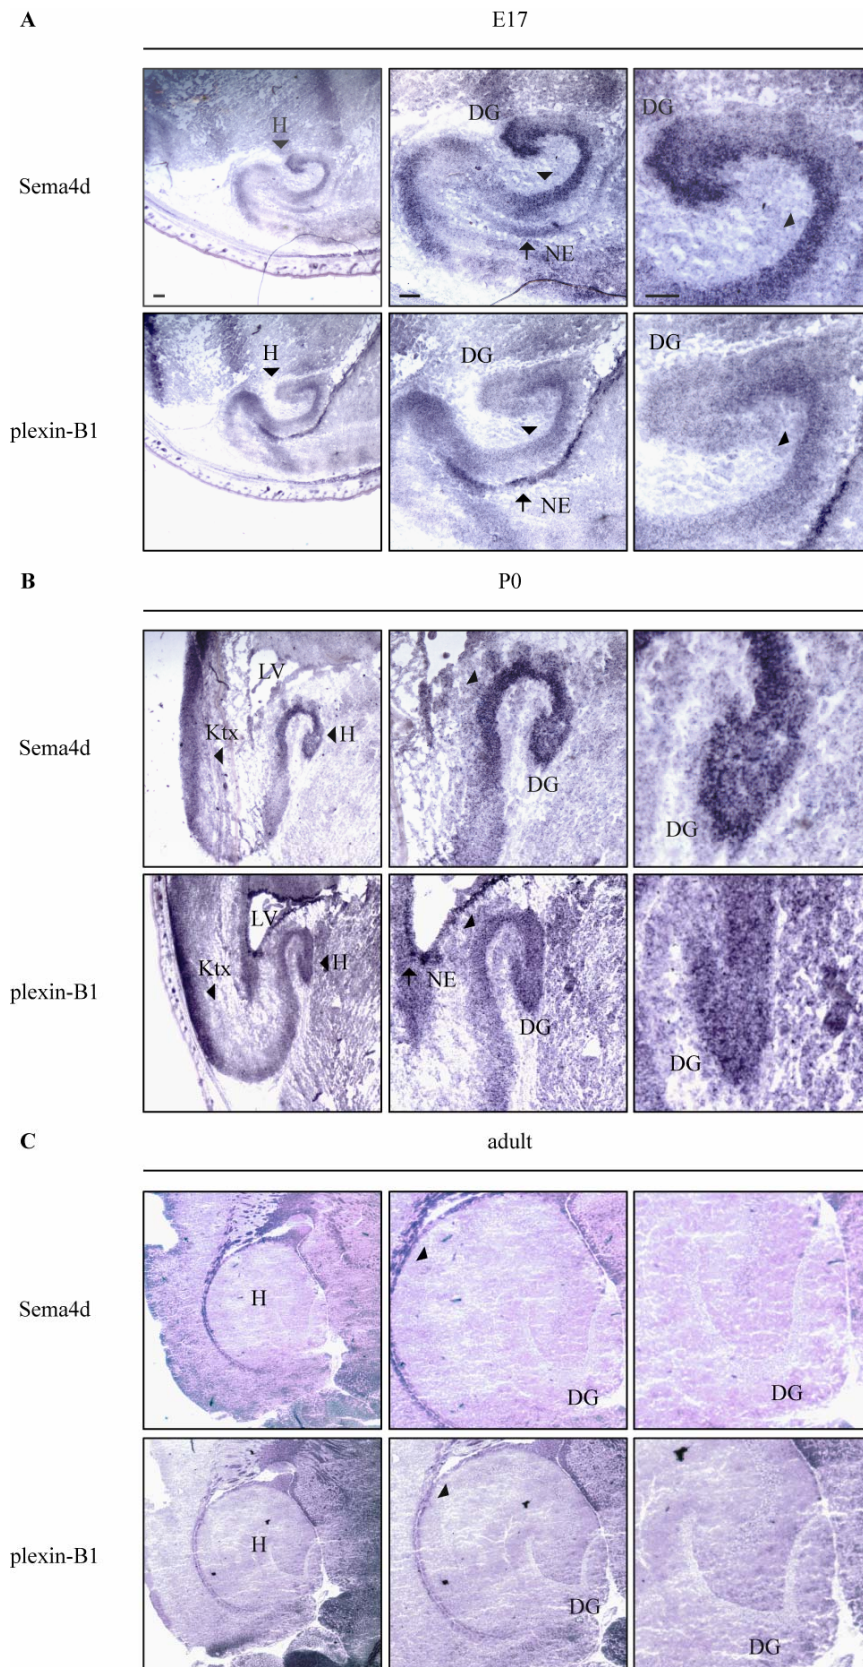 A
E17
Sema4d
H
DG
NE
DG
plexin-B1
H
DG
NE
DG
B
P0
Sema4d
LV
Ktx
H
DG
DG
plexin-B1
LV
Ktx
H
NE
DG
DG
C
adult
Sema4d
H
DG
DG
plexin-B1
H
DG
DG